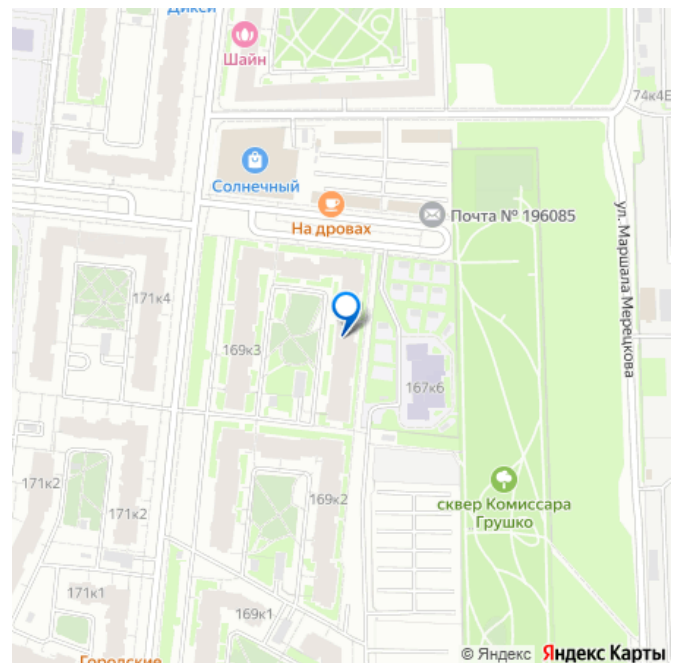 Дикси
Шайн
74к4Е
Солнечный
На дровах
Почта № 196085
ул. Маршала Мерецкова
171к4
169к3
167к6
171к2
169к2
сквер Комиссара
Грушко
171к2
171к1
169к1
Городские
© Яндекс Яндекс Карты